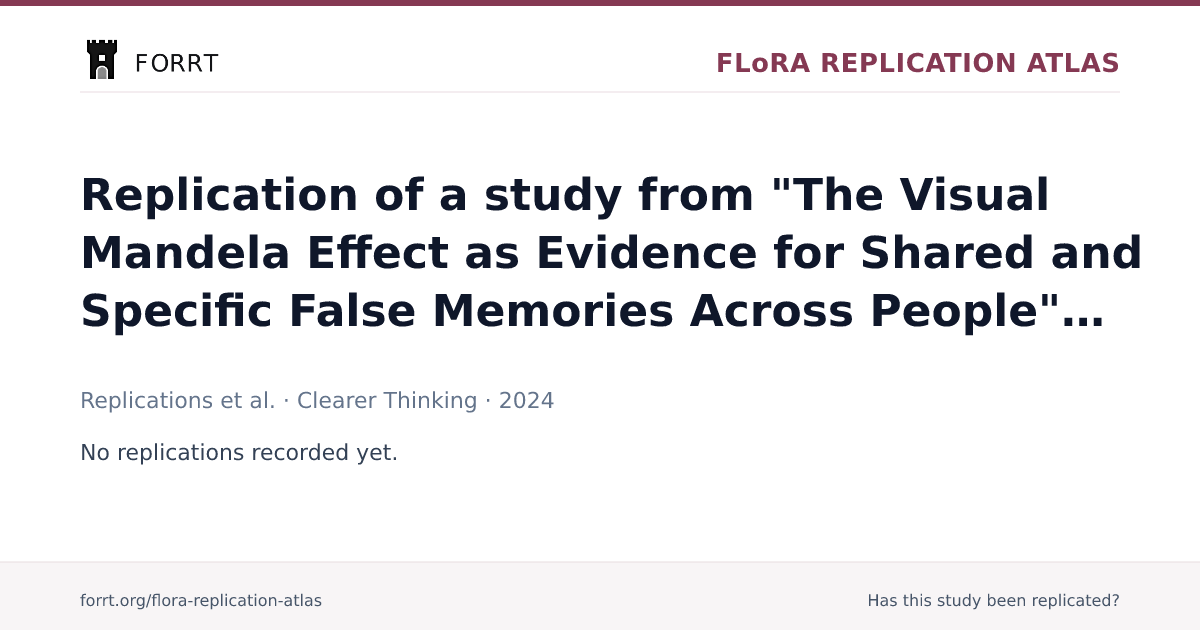 FORRT
FLoRA REPLICATION ATLAS
Replication of a study from "The Visual
Mandela Effect as Evidence for Shared and
Specific False Memories Across People"…
Replications et al. · Clearer Thinking · 2024
No replications recorded yet.
forrt.org/flora-replication-atlas
Has this study been replicated?